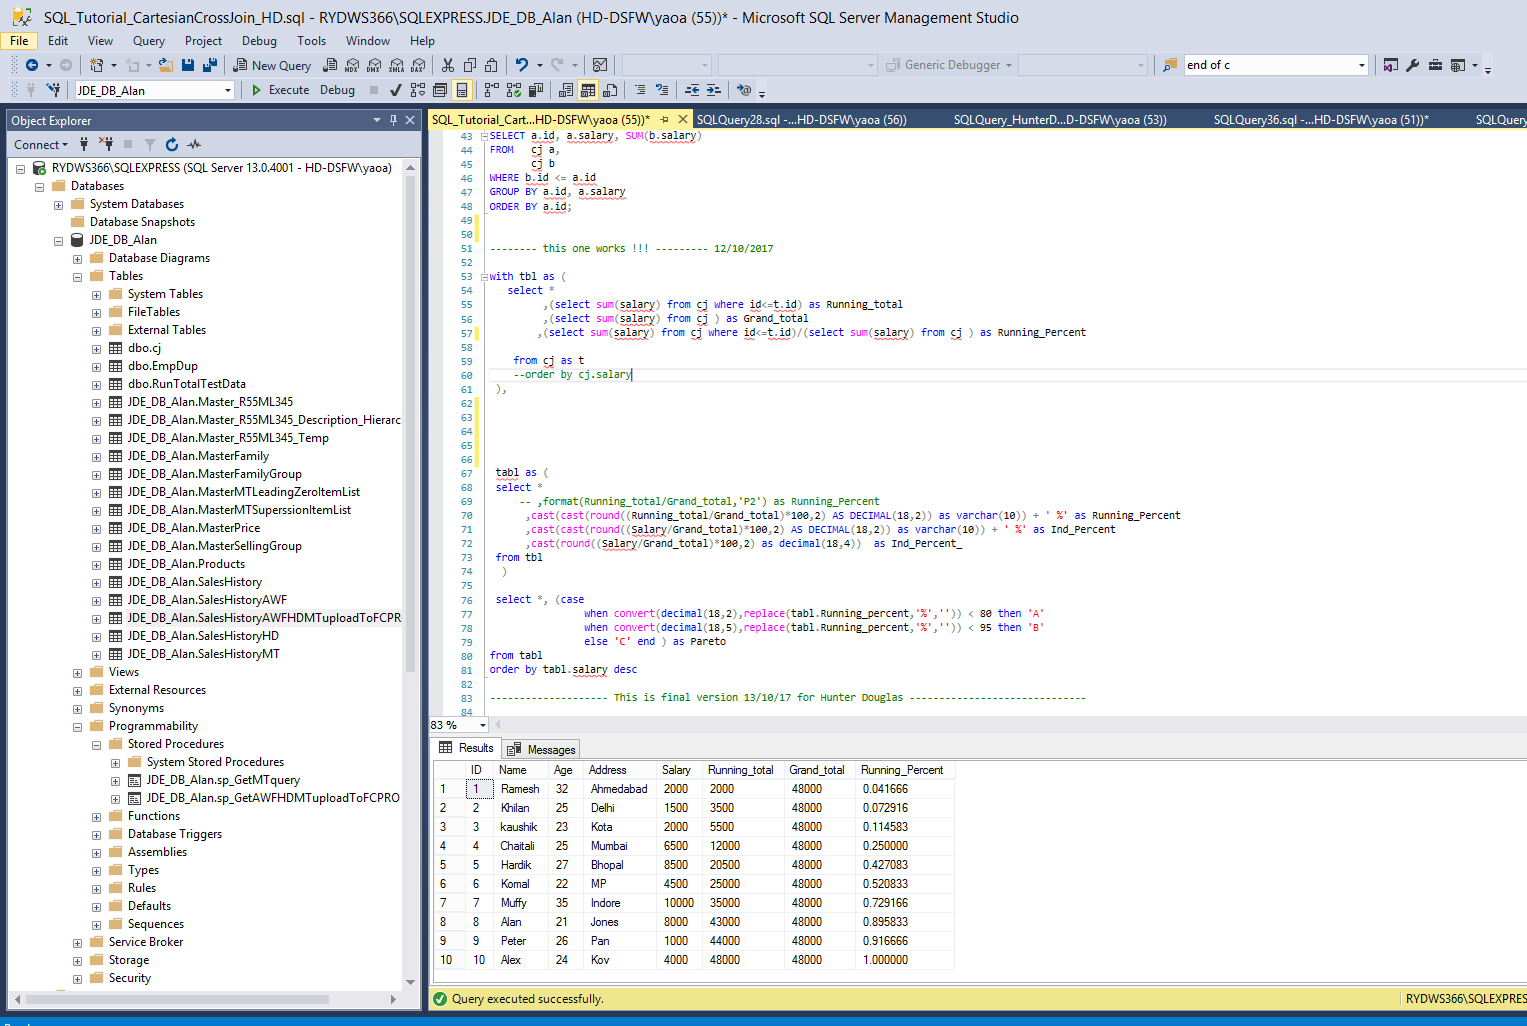 SQL_Tutorial_CartesianCrossJoin_HD.sql - RYDWS366\SQLEXPRESS.JDE_DB_Alan (HD-DSFW\yaoa (55))* - Microsoft SQL Server Management Studio
File Edit View Query Project Debug Tools Window Help
New Query MDX DMX XMLA DAX Generic Debugger end of c
JDE_DB_Alan Execute Debug
Object Explorer
Connect
RYDWS366\SQLEXPRESS (SQL Server 13.0.4001 - HD-DSFW\yaoa)
Databases
System Databases
Database Snapshots
JDE_DB_Alan
Database Diagrams
Tables
System Tables
FileTables
External Tables
dbo.cj
dbo.EmpDup
dbo.RunTotalTestData
JDE_DB_Alan.Master_R55ML345
JDE_DB_Alan.Master_R55ML345_Description_Hierarc
JDE_DB_Alan.Master_R55ML345_Temp
JDE_DB_Alan.MasterFamily
JDE_DB_Alan.MasterFamilyGroup
JDE_DB_Alan.MasterMTLeadingZeroItemList
JDE_DB_Alan.MasterMTSuperssionItemList
JDE_DB_Alan.MasterPrice
JDE_DB_Alan.MasterSellingGroup
JDE_DB_Alan.Products
JDE_DB_Alan.SalesHistory
JDE_DB_Alan.SalesHistoryAWF
JDE_DB_Alan.SalesHistoryAWFHDMTuploadToFCPR
JDE_DB_Alan.SalesHistoryHD
JDE_DB_Alan.SalesHistoryMT
Views
External Resources
Synonyms
Programmability
Stored Procedures
System Stored Procedures
JDE_DB_Alan.sp_GetMTquery
JDE_DB_Alan.sp_GetAWFHDMTuploadToFCPRO
Functions
Database Triggers
Assemblies
Types
Rules
Defaults
Sequences
Service Broker
Storage
Security
SQL_Tutorial_Cart...HD-DSFW\yaoa (55))* SQLQuery28.sql -...HD-DSFW\yaoa (56)) SQLQuery_HunterD...D-DSFW\yaoa (53)) SQLQuery36.sql -...HD-DSFW\yaoa (51))* SQLQuery
43 SELECT a.id, a.salary, SUM(b.salary)
44 FROM cj a,
45 cj b
46 WHERE b.id <= a.id
47 GROUP BY a.id, a.salary
48 ORDER BY a.id;
49
50
51 -------- this one works !!! --------- 12/10/2017
52
53 with tbl as (
54 select *
55 ,(select sum(salary) from cj where id<=t.id) as Running_total
56 ,(select sum(salary) from cj ) as Grand_total
57 ,(select sum(salary) from cj where id<=t.id)/(select sum(salary) from cj ) as Running_Percent
58
59 from cj as t
60 --order by cj.salary
61 ),
62
63
64
65
66
67 tabl as (
68 select *
69 -- ,format(Running_total/Grand_total,'P2') as Running_Percent
70 ,cast(cast(round((Running_total/Grand_total)*100,2) AS DECIMAL(18,2)) as varchar(10)) + ' %' as Running_Percent
71 ,cast(cast(round((Salary/Grand_total)*100,2) AS DECIMAL(18,2)) as varchar(10)) + ' %' as Ind_Percent
72 ,cast(round((Salary/Grand_total)*100,2) as decimal(18,4)) as Ind_Percent_
73 from tbl
74 )
75
76 select *, (case
77 when convert(decimal(18,2),replace(tabl.Running_percent,'%','')) < 80 then 'A'
78 when convert(decimal(18,5),replace(tabl.Running_percent,'%','')) < 95 then 'B'
79 else 'C' end ) as Pareto
80 from tabl
81 order by tabl.salary desc
82
83 -------------------- This is final version 13/10/17 for Hunter Douglas ------------------------------
84
83 %
Results Messages
ID Name Age Address Salary Running_total Grand_total Running_Percent
1 1 Ramesh 32 Ahmedabad 2000 2000 48000 0.041666
2 2 Khilan 25 Delhi 1500 3500 48000 0.072916
3 3 kaushik 23 Kota 2000 5500 48000 0.114583
4 4 Chaitali 25 Mumbai 6500 12000 48000 0.250000
5 5 Hardik 27 Bhopal 8500 20500 48000 0.427083
6 6 Komal 22 MP 4500 25000 48000 0.520833
7 7 Muffy 35 Indore 10000 35000 48000 0.729166
8 8 Alan 21 Jones 8000 43000 48000 0.895833
9 9 Peter 26 Pan 1000 44000 48000 0.916666
10 10 Alex 24 Kov 4000 48000 48000 1.000000
Query executed successfully. RYDWS366\SQLEXPRES